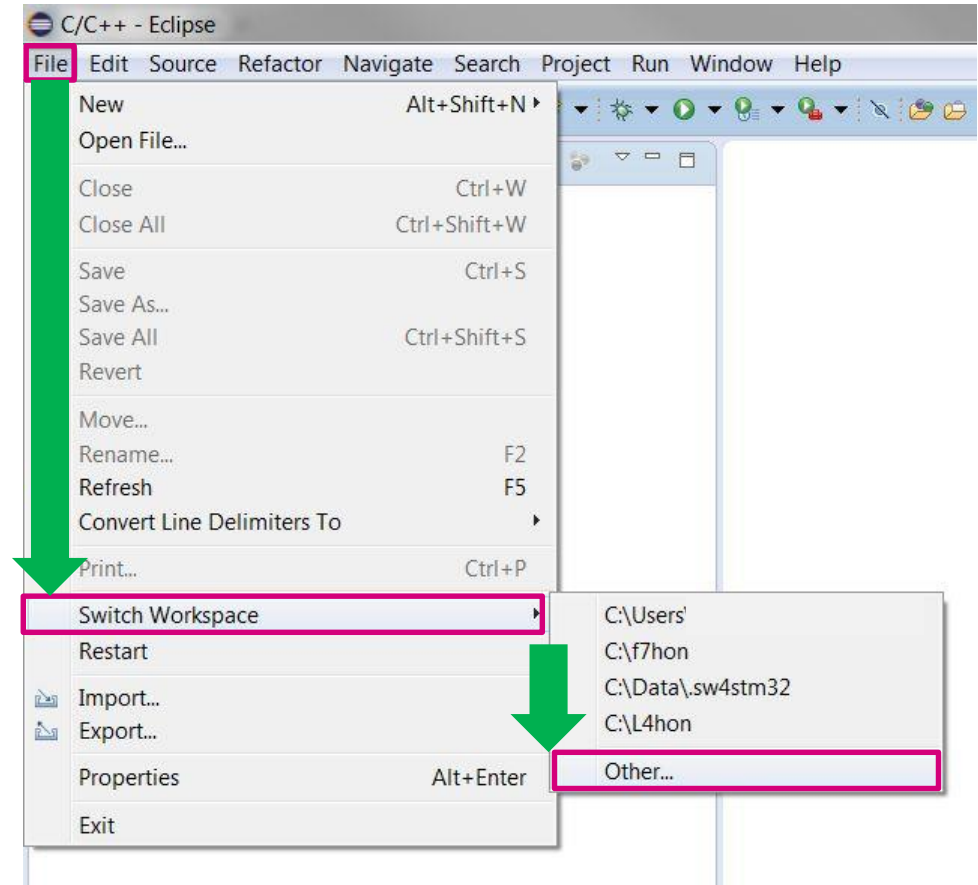 C/C++ - Eclipse
File Edit Source Refactor Navigate Search Project Run Window Help
New Alt+Shift+N
Open File...
Close Ctrl+W
Close All Ctrl+Shift+W
Save Ctrl+S
Save As...
Save All Ctrl+Shift+S
Revert
Move...
Rename... F2
Refresh F5
Convert Line Delimiters To
Print... Ctrl+P
Switch Workspace
Restart
Import...
Export...
Properties Alt+Enter
Exit
C:\Users'
C:\f7hon
C:\Data\.sw4stm32
C:\L4hon
Other...